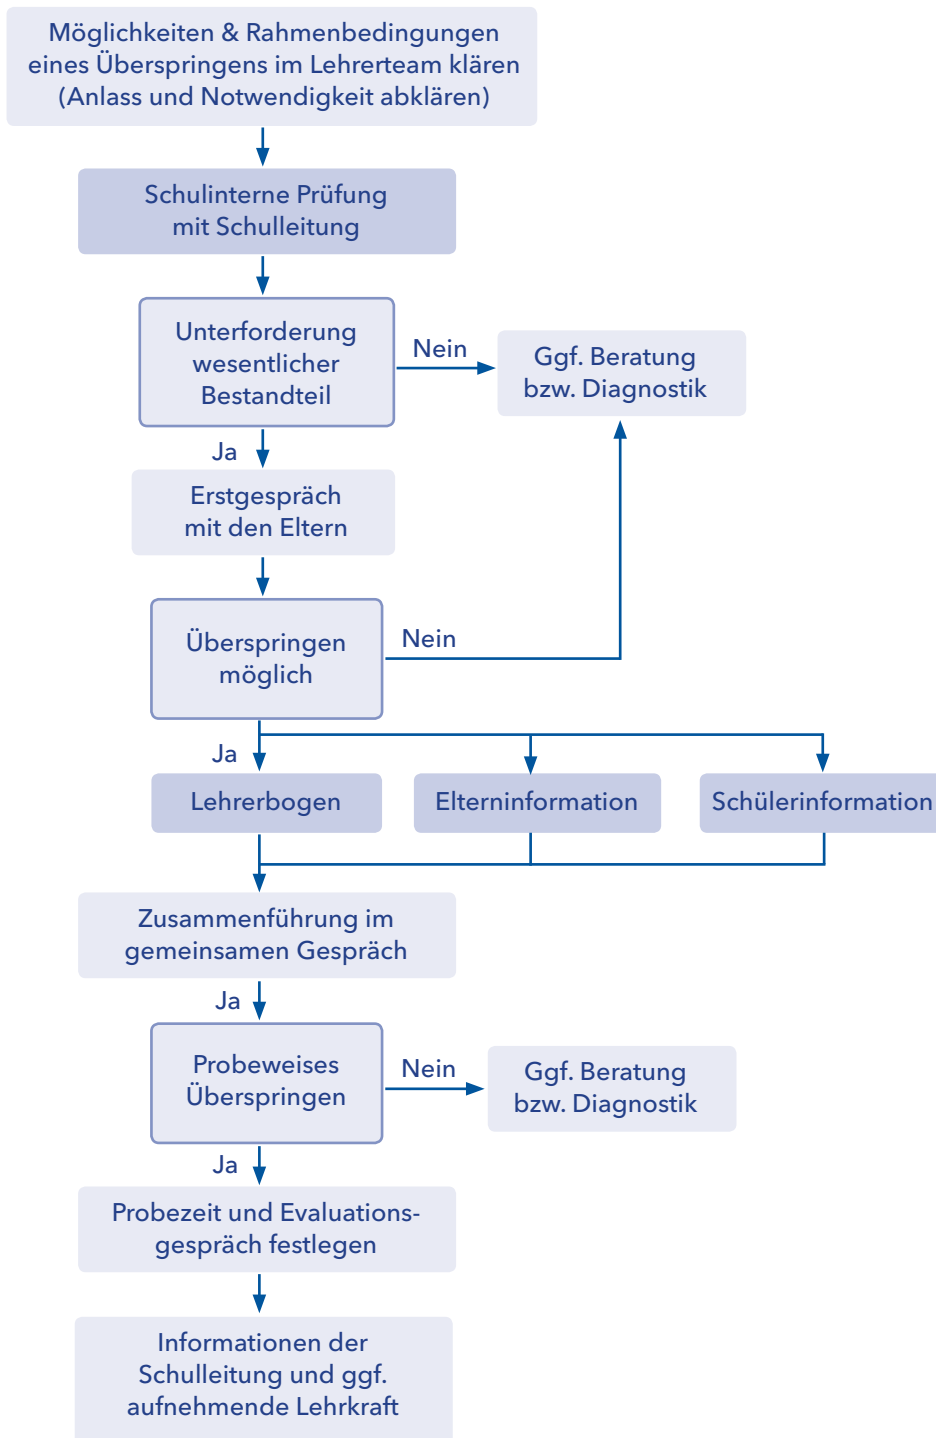 Möglichkeiten & Rahmenbedingungen
eines Überspringens im Lehrerteam klären
(Anlass und Notwendigkeit abklären)
Schulinterne Prüfung
mit Schulleitung
Unterforderung
wesentlicher
Bestandteil
Nein
Ggf. Beratung
bzw. Diagnostik
Ja
Erstgespräch
mit den Eltern
Überspringen
möglich
Nein
Ja
Lehrerbogen
Elterninformation
Schülerinformation
Zusammenführung im
gemeinsamen Gespräch
Ja
Probeweises
Überspringen
Nein
Ggf. Beratung
bzw. Diagnostik
Ja
Probezeit und Evaluations-
gespräch festlegen
Informationen der
Schulleitung und ggf.
aufnehmende Lehrkraft